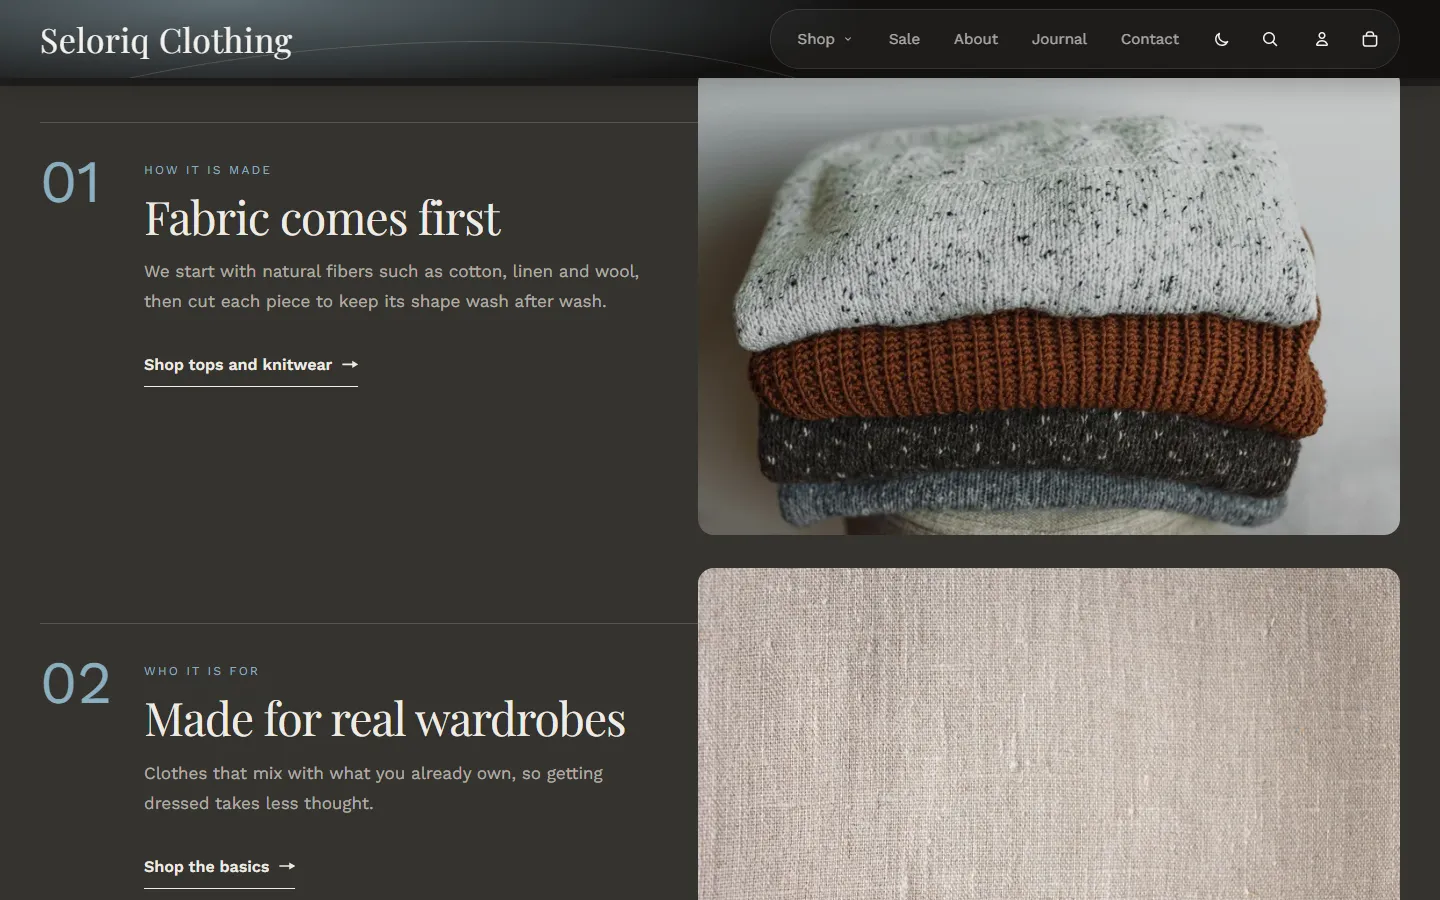 Seloriq Clothing
Shop
Sale
About
Journal
Contact
01
HOW IT IS MADE
Fabric comes first
We start with natural fibers such as cotton, linen and wool,
then cut each piece to keep its shape wash after wash.
Shop tops and knitwear →
02
WHO IT IS FOR
Made for real wardrobes
Clothes that mix with what you already own, so getting
dressed takes less thought.
Shop the basics →